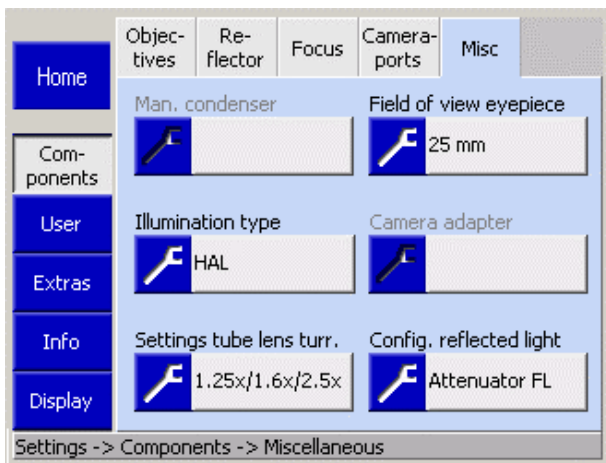 Home
Com-
ponents
User
Extras
Info
Display
Objec-
tives
Re-
flector
Focus
Camera-
ports
Misc
Man. condenser
Field of view eyepiece
25 mm
Illumination type
HAL
Camera adapter
Settings tube lens turr.
1.25x/1.6x/2.5x
Config. reflected light
Attenuator FL
Settings -> Components -> Miscellaneous